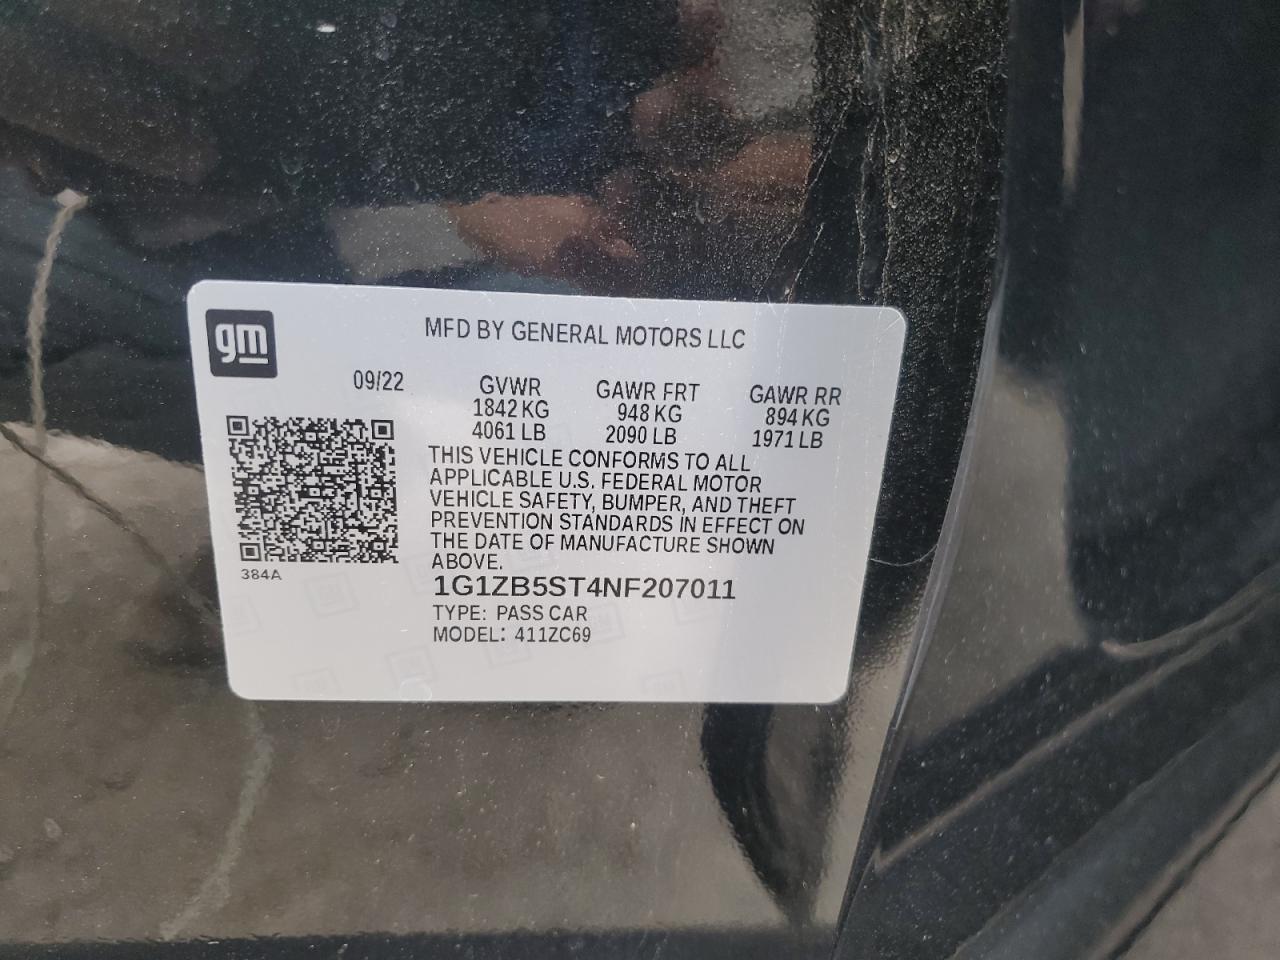 gm
MFD BY GENERAL MOTORS LLC
09/22
GVWR GAWR FRT GAWR RR
1842 KG 948 KG 894 KG
4061 LB 2090 LB 1971 LB
THIS VEHICLE CONFORMS TO ALL
APPLICABLE U.S. FEDERAL MOTOR
VEHICLE SAFETY, BUMPER, AND THEFT
PREVENTION STANDARDS IN EFFECT ON
THE DATE OF MANUFACTURE SHOWN
ABOVE.
384A
1G1ZB5ST4NF207011
TYPE: PASS CAR
MODEL: 411ZC69